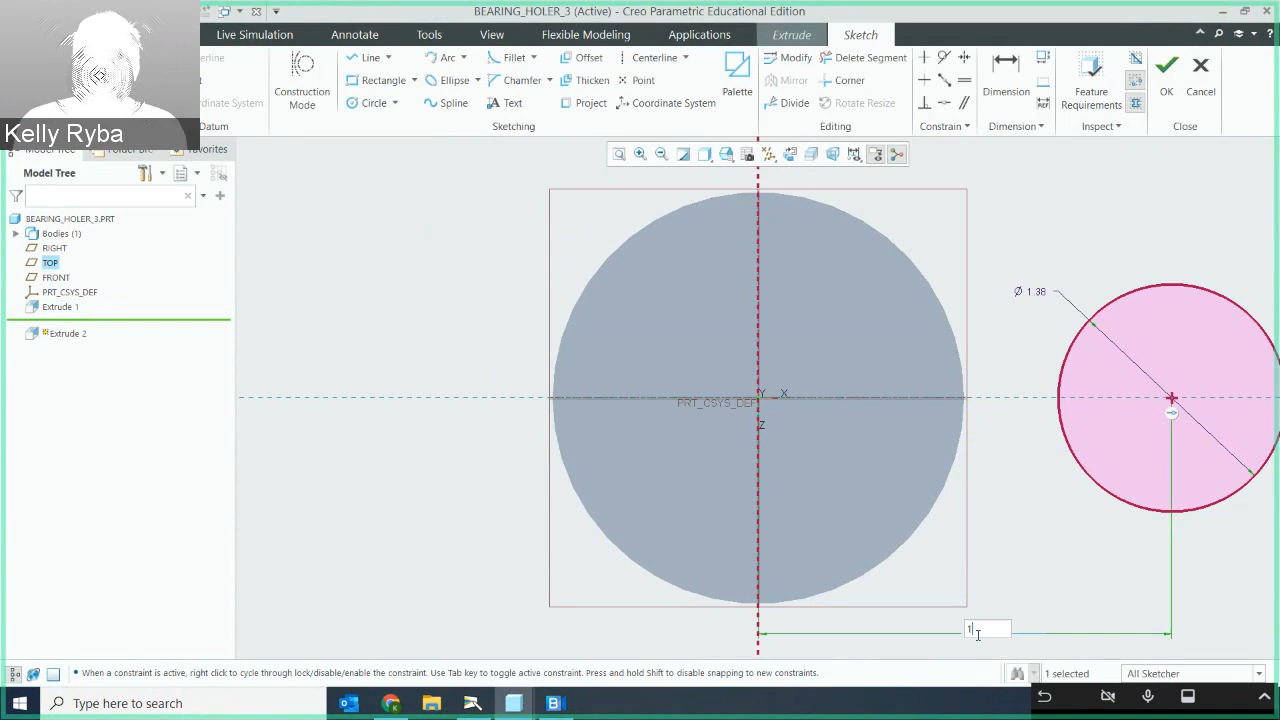 BEARING_HOLER_3 (Active) - Creo Parametric Educational Edition
Live Simulation Annotate Tools View Flexible Modeling Applications Extrude Sketch
Kelly Ryba
Line Arc Fillet Offset Centerline
Rectangle Ellipse Chamfer Thicken Point
Circle Spline Text Project Coordinate System
Construction Mode
Palette
Modify Delete Segment
Mirror Corner
Divide Rotate Resize
Dimension
Feature Requirements
OK Cancel
Datum Sketching Editing Constrain Dimension Inspect Close
Model Tree
BEARING_HOLER_3.PRT
Bodies (1)
RIGHT
TOP
FRONT
PRT_CSYS_DEF
Extrude 1
Extrude 2
Ø 1.38
Y X
PRT_CSYS_DEF
Z
1
• When a constraint is active, right click to cycle through lock/disable/enable the constraint. Use Tab key to toggle active constraint. Press and hold Shift to disable snapping to new constraints.
1 selected
All Sketcher
Type here to search